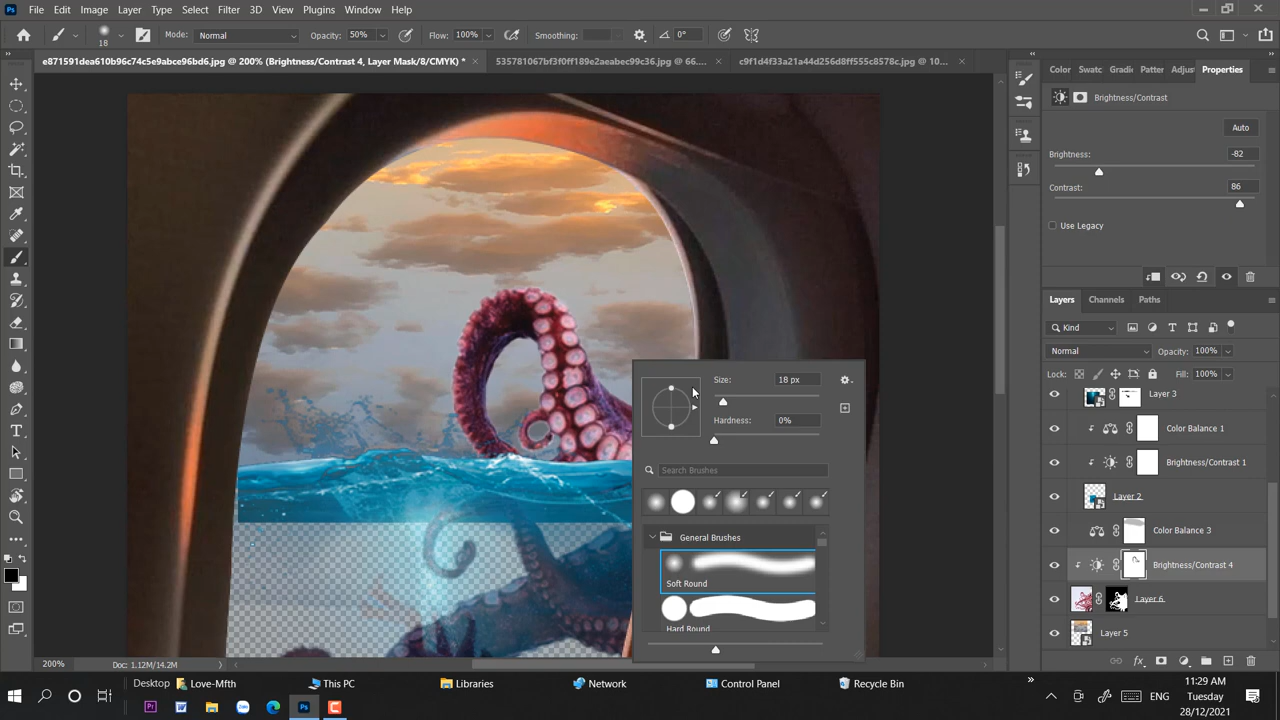 Ps File Edit Image Layer Type Select Filter 3D View Plugins Window Help
18 Mode: Normal Opacity: 50% Flow: 100% Smoothing: 0°
e871591dea610b96c74c5e9abce96bd6.jpg @ 200% (Brightness/Contrast 4, Layer Mask/8/CMYK) * 535781067bf3f0ff189e2aeabec99c36.jpg @ 66.... c9f1d4f33a21a44d256d8ff555c8578c.jpg @ 10...
Color Swatc Gradi Patter Adjus Properties
Brightness/Contrast
Auto
Brightness: -82
Contrast: 86
Use Legacy
Layers Channels Paths
Kind
Normal Opacity: 100%
Lock: Fill: 100%
Layer 3
Color Balance 1
Brightness/Contrast 1
Layer 2
Color Balance 3
Brightness/Contrast 4
Layer 6
Layer 5
Size: 18 px
Hardness: 0%
Search Brushes
General Brushes
Soft Round
Hard Round
200% Doc: 1.12M/14.2M
Desktop Love-Mfth This PC Libraries Network Control Panel Recycle Bin
11:29 AM
ENG Tuesday
28/12/2021